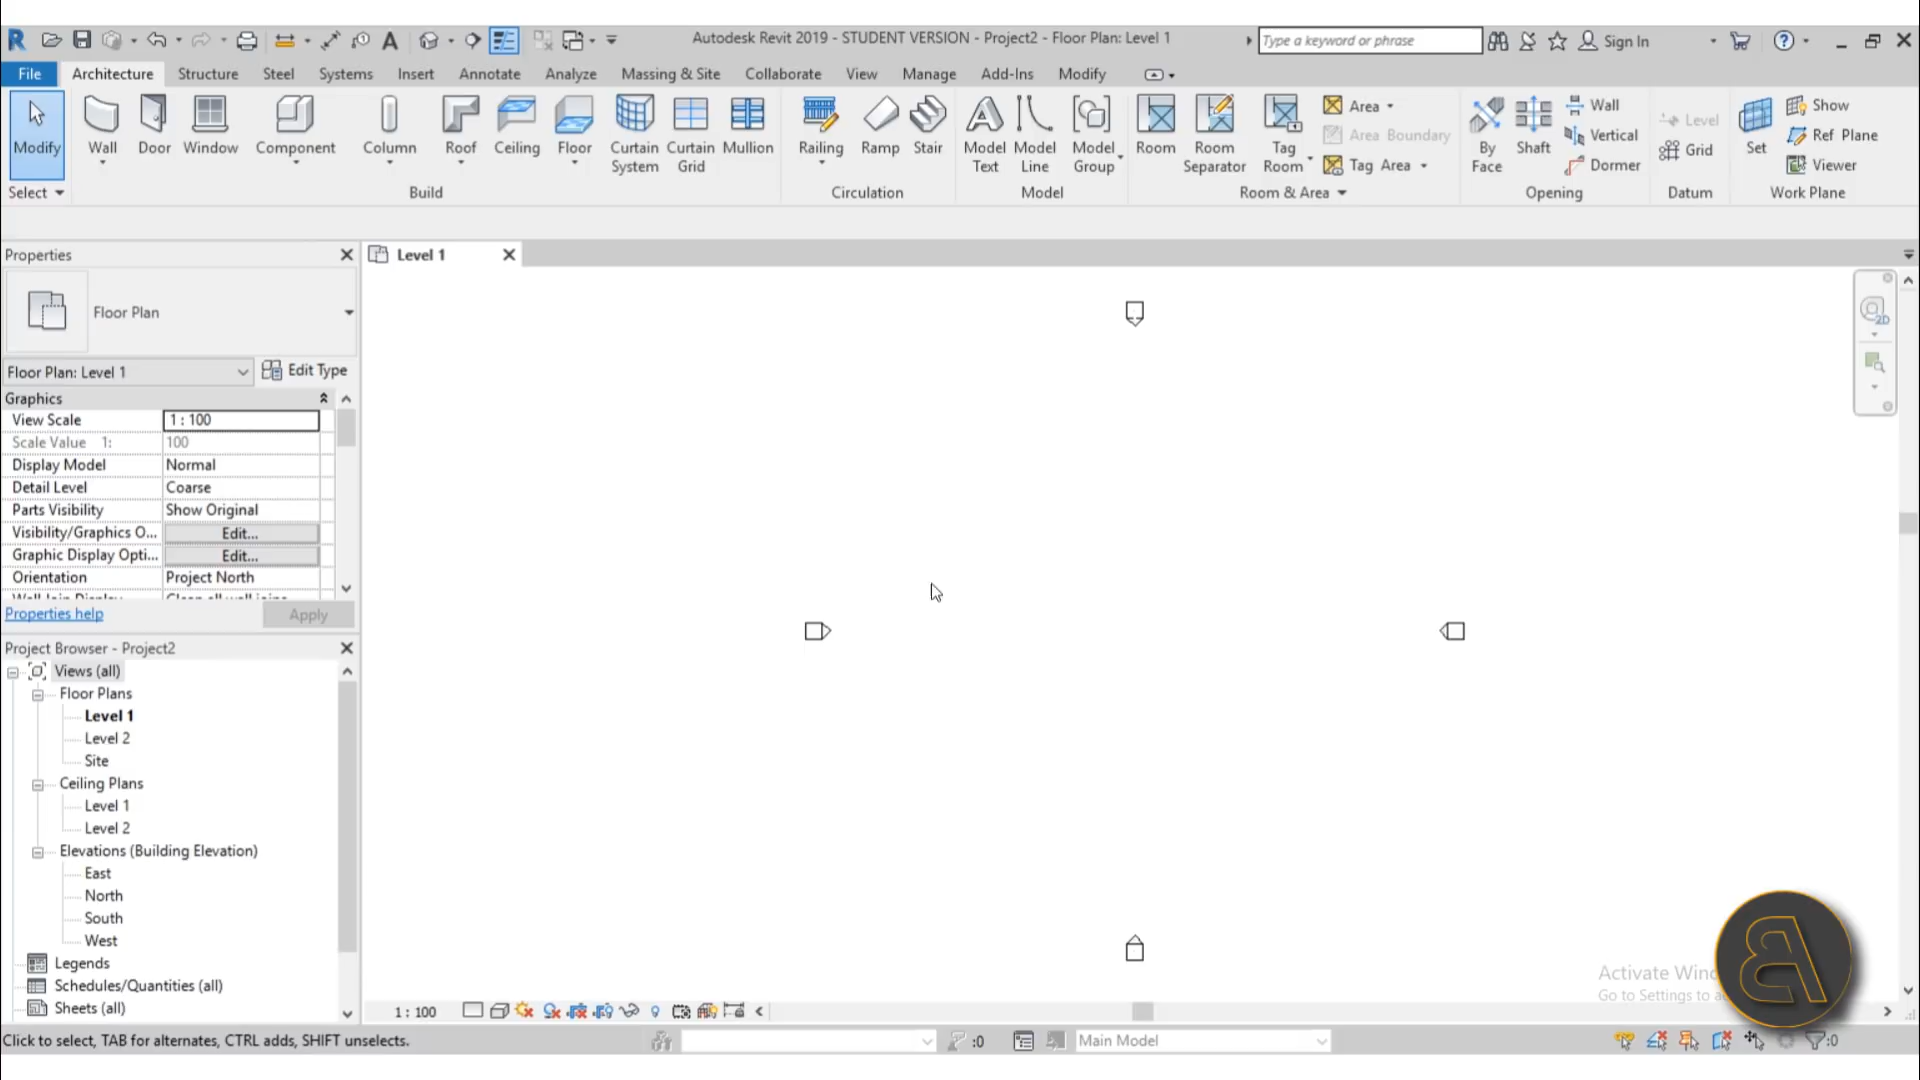 Autodesk Revit 2019 - STUDENT VERSION - Project2 - Floor Plan: Level 1
Type a keyword or phrase
Sign In
File Architecture Structure Steel Systems Insert Annotate Analyze Massing & Site Collaborate View Manage Add-Ins Modify
Modify
Wall
Door
Window
Component
Column
Roof
Ceiling
Floor
Curtain System
Curtain Grid
Mullion
Railing
Ramp
Stair
Model Text
Model Line
Model Group
Room
Room Separator
Tag Room
Area
Area Boundary
Tag Area
By Face
Shaft
Wall
Vertical
Dormer
Level
Grid
Set
Show
Ref Plane
Viewer
Select Build Circulation Model Room & Area Opening Datum Work Plane
Properties
Level 1
Floor Plan
Floor Plan: Level 1 Edit Type
Graphics
View Scale 1 : 100
Scale Value 1: 100
Display Model Normal
Detail Level Coarse
Parts Visibility Show Original
Visibility/Graphics O... Edit...
Graphic Display Opti... Edit...
Orientation Project North
Properties help Apply
Project Browser - Project2
Views (all)
Floor Plans
Level 1
Level 2
Site
Ceiling Plans
Level 1
Level 2
Elevations (Building Elevation)
East
North
South
West
Legends
Schedules/Quantities (all)
Sheets (all)
2D
Activate Wind
Go to Settings to a
1 : 100
Click to select, TAB for alternates, CTRL adds, SHIFT unselects.
:0
Main Model
:0